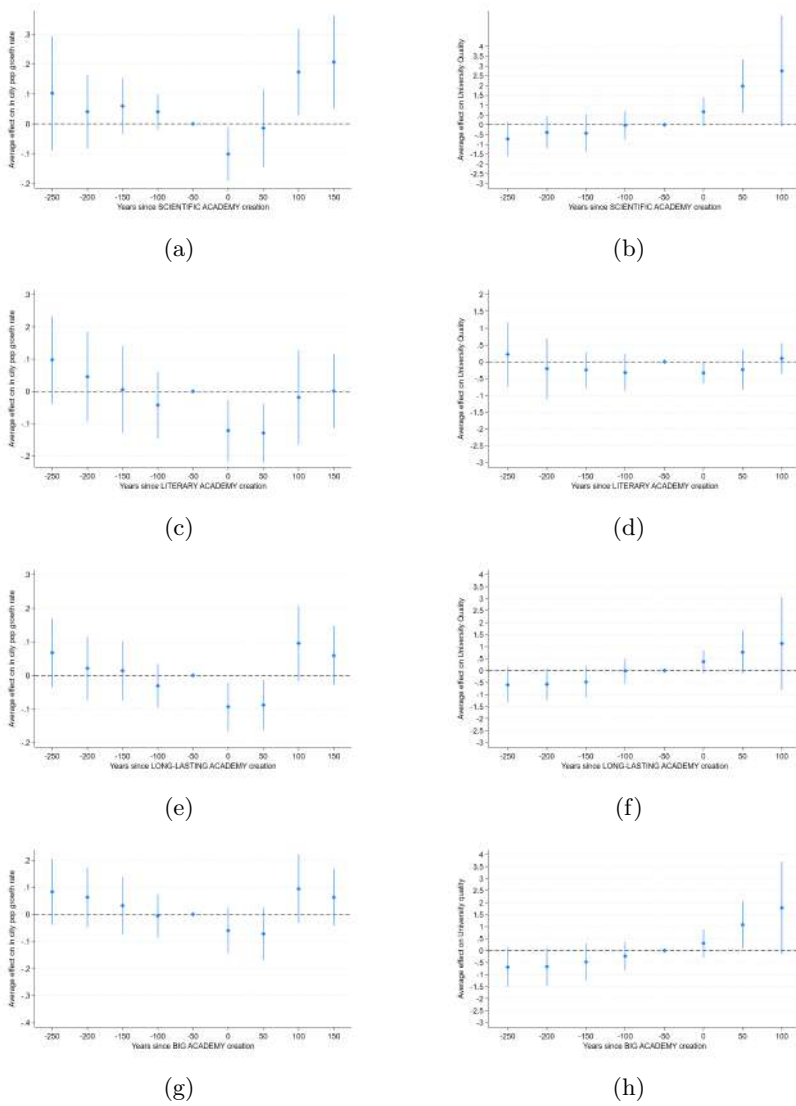 Average effect on ln city pop growth rate
.3
.2
.1
0
-.1
-.2
-250 -200 -150 -100 -50 0 50 100 150
Years since SCIENTIFIC ACADEMY creation
(a)
Average effect on University Quality
4
3.5
3
2.5
2
1.5
1
.5
0
-.5
-1
-1.5
-2
-2.5
-3
-250 -200 -150 -100 -50 0 50 100
Years since SCIENTIFIC ACADEMY creation
(b)
Average effect on ln city pop growth rate
.3
.2
.1
0
-.1
-.2
-250 -200 -150 -100 -50 0 50 100 150
Years since LITERARY ACADEMY creation
(c)
Average effect on University Quality
2
1.5
1
.5
0
-.5
-1
-1.5
-2
-2.5
-3
-250 -200 -150 -100 -50 0 50 100
Years since LITERARY ACADEMY creation
(d)
Average effect on ln city pop growth rate
.3
.2
.1
0
-.1
-.2
-250 -200 -150 -100 -50 0 50 100 150
Years since LONG-LASTING ACADEMY creation
(e)
Average effect on University Quality
4
3.5
3
2.5
2
1.5
1
.5
0
-.5
-1
-1.5
-2
-2.5
-3
-250 -200 -150 -100 -50 0 50 100
Years since LONG-LASTING ACADEMY creation
(f)
Average effect on ln city pop growth rate
.2
.1
0
-.1
-.2
-.3
-.4
-250 -200 -150 -100 -50 0 50 100 150
Years since BIG ACADEMY creation
(g)
Average effect on University quality
4
3.5
3
2.5
2
1.5
1
.5
0
-.5
-1
-1.5
-2
-2.5
-3
-250 -200 -150 -100 -50 0 50 100
Years since BIG ACADEMY creation
(h)